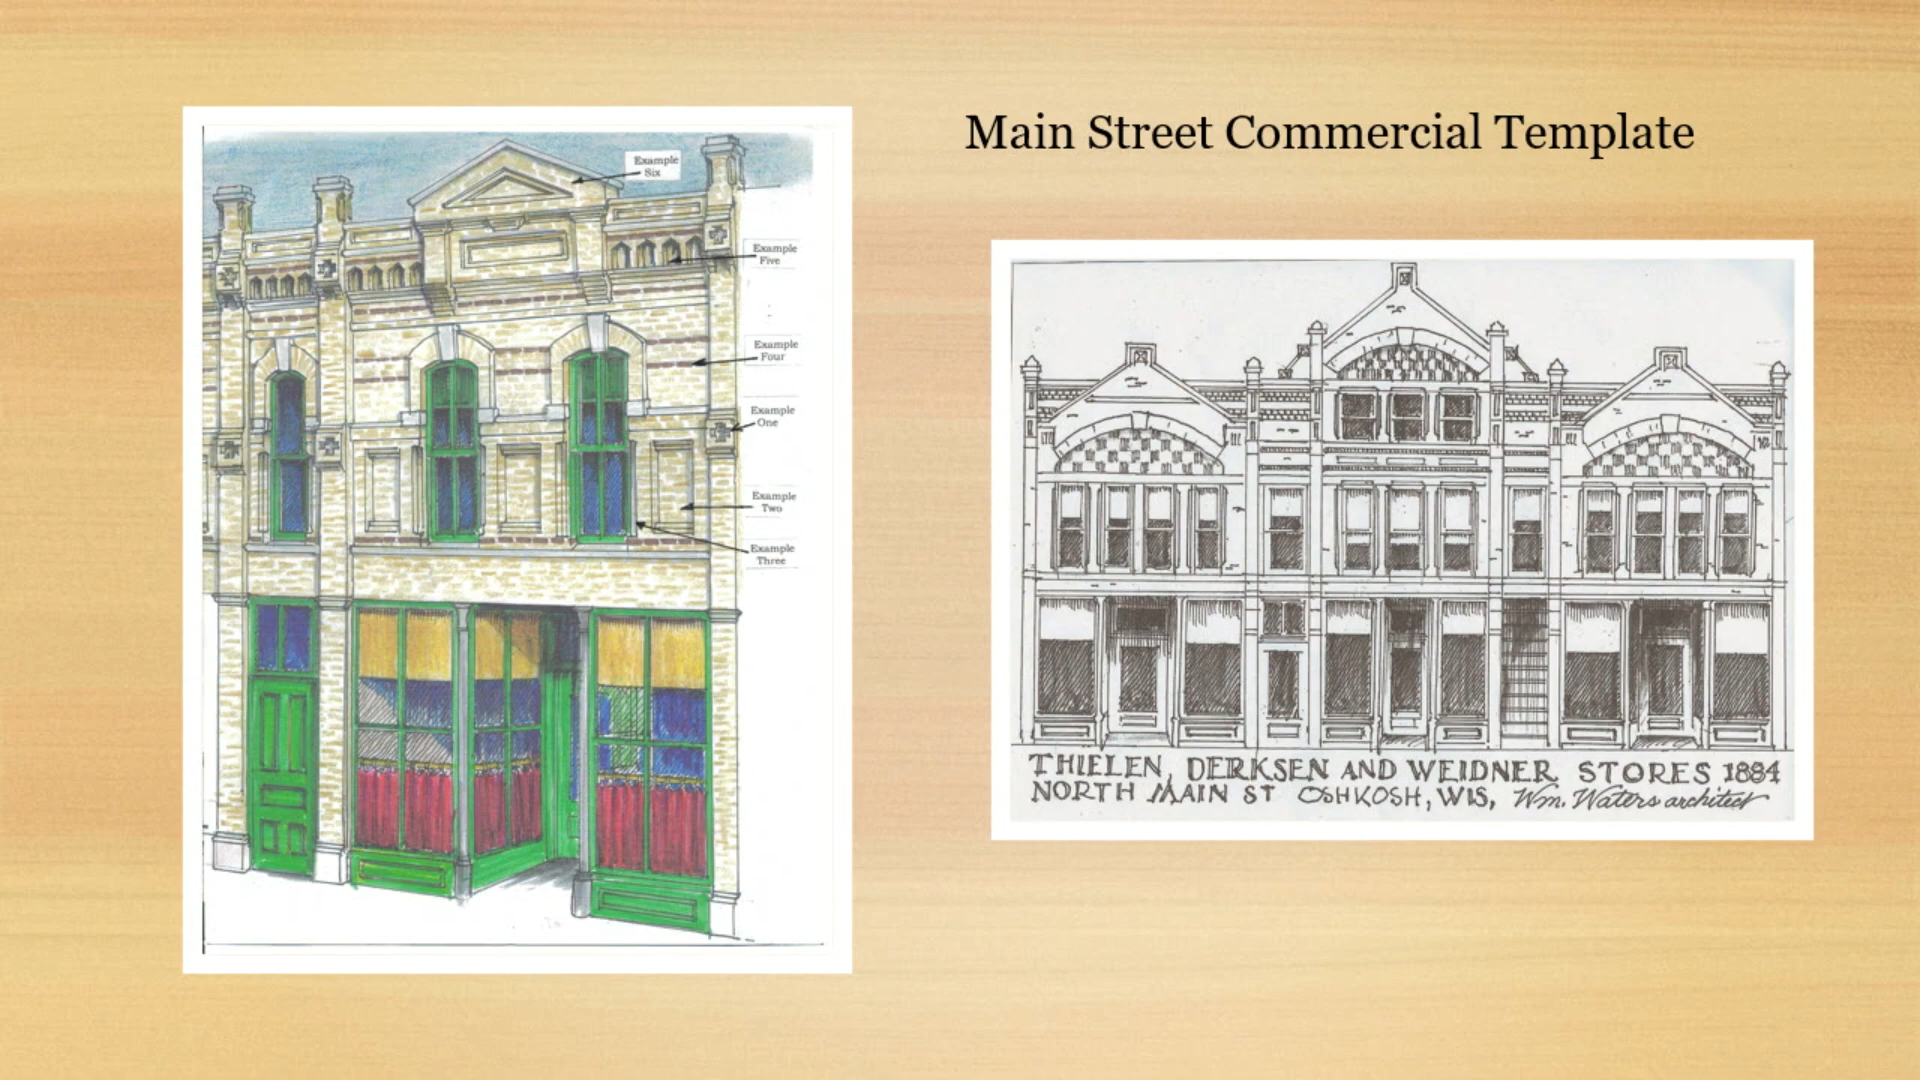 Main Street Commercial Template
Example
Six
Example
Five
Example
Four
Example
One
Example
Two
Example
Three
THIELEN, DERKSEN AND WEIDNER STORES 1884
NORTH MAIN ST OSHKOSH, WIS, Wm. Waters architect